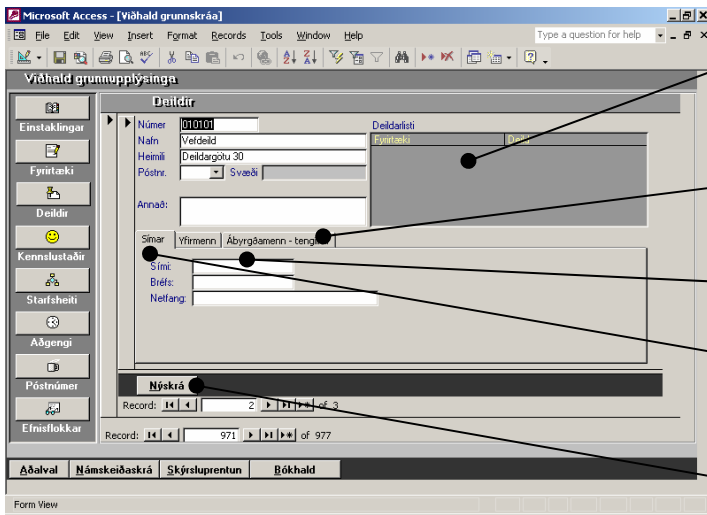 Microsoft Access - [Viðhald grunnskráa]
File Edit View Insert Format Records Tools Window Help Type a question for help
Viðhald grunnupplýsinga
Deildir
Einstaklingar
Fyrirtæki
Deildir
Kennslustaðir
Starfsheiti
Aðgengi
Póstnúmer
Efnisflokkar
Númer 010101
Nafn Vefdeild
Heimili Deildargötu 30
Póstnr. Svæði
Annað:
Deildarlisti
Fyrirtæki Deild
Símar Yfirmenn Ábyrgðamenn -
Sími:
Bréfs:
Netfang:
Nýskrá
Record: 2 of 3
Record: 971 of 977
Aðalval Námskeiðaskrá Skýrsluprentun Bókhald
Form View